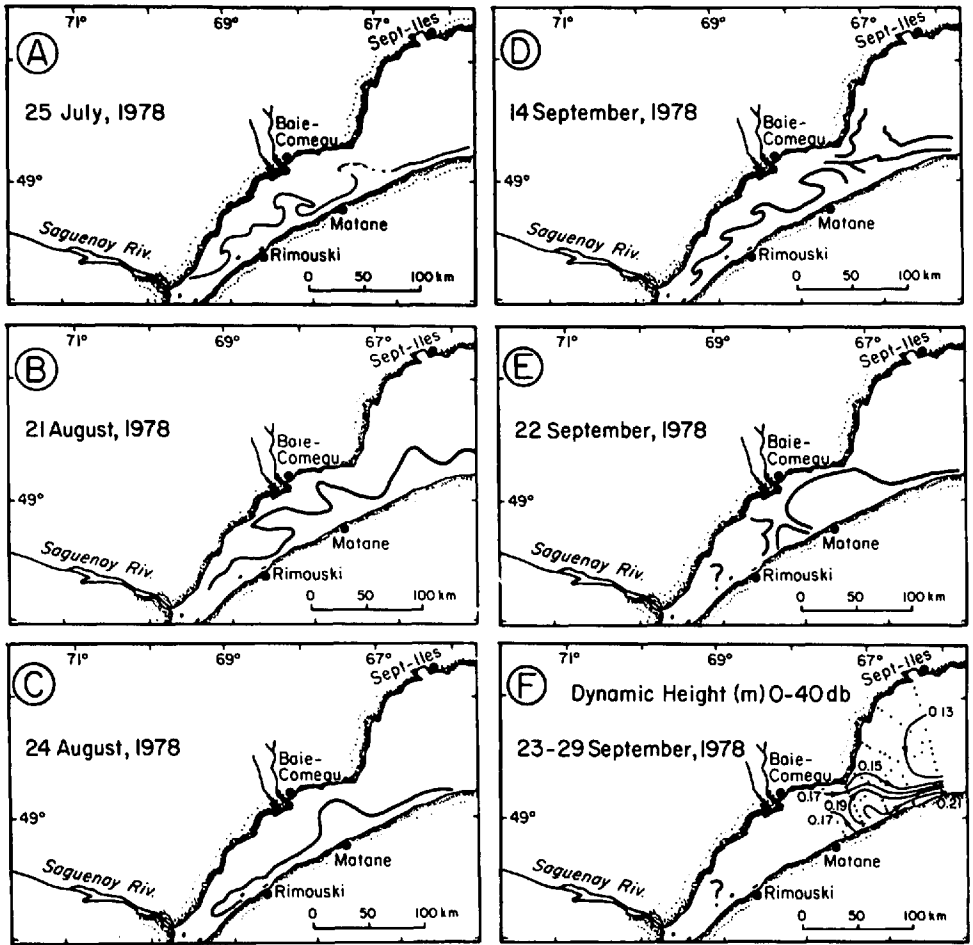 71° 69° 67°
Sept-Iles
A
25 July, 1978
Baie-
Comeau
49°
Matane
Saguenay Riv.
Rimouski
0 50 100 km
71° 69° 67°
Sept-Iles
D
14 September, 1978
Baie-
Comeau
49°
Matane
Saguenay Riv.
Rimouski
0 50 100 km
71° 69° 67°
Sept-Iles
B
21 August, 1978
Baie-
Comeau
49°
Matane
Saguenay Riv.
Rimouski
0 50 100 km
71° 69° 67°
Sept-Iles
E
22 September, 1978
Baie-
Comeau
49°
Matane
Saguenay Riv.
Rimouski
?
0 50 100 km
71° 69° 67°
Sept-Iles
C
24 August, 1978
Baie-
Comeau
49°
Matane
Saguenay Riv.
Rimouski
0 50 100 km
71° 69° 67°
Sept-Iles
F
Dynamic Height (m) 0-40 db
0.13
23-29 September, 1978
Baie-
Comeau
0.15
0.17
0.19
0.21
0.17
49°
Matane
Saguenay Riv.
Rimouski
?
0 50 100 km